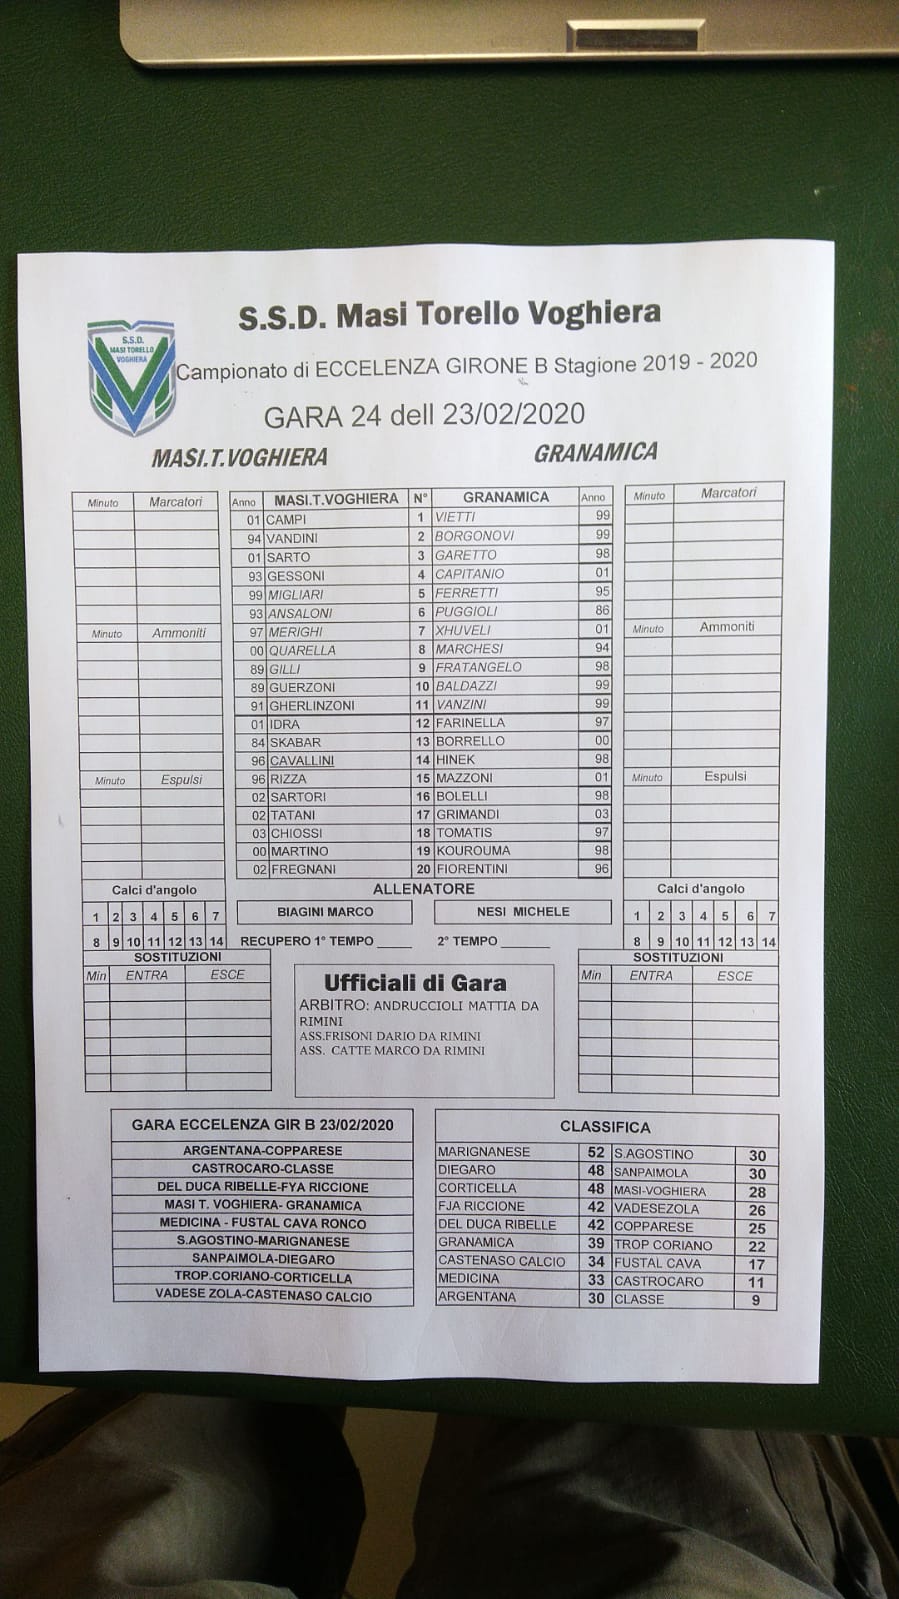 S.S.D. Masi Torello Voghiera
S.S.D.
MASI TORELLO
VOGHIERA
Campionato di ECCELENZA GIRONE B Stagione 2019 - 2020
GARA 24 dell 23/02/2020
MASI.T.VOGHIERA GRANAMICA
Minuto Marcatori Anno MASI.T.VOGHIERA N° GRANAMICA Anno Minuto Marcatori
01 CAMPI 1 VIETTI 99
94 VANDINI 2 BORGONOVI 99
01 SARTO 3 GARETTO 98
93 GESSONI 4 CAPITANIO 01
99 MIGLIARI 5 FERRETTI 95
93 ANSALONI 6 PUGGIOLI 86
Minuto Ammoniti 97 MERIGHI 7 XHUVELI 01 Minuto Ammoniti
00 QUARELLA 8 MARCHESI 94
89 GILLI 9 FRATANGELO 98
89 GUERZONI 10 BALDAZZI 99
91 GHERLINZONI 11 VANZINI 99
01 IDRA 12 FARINELLA 97
84 SKABAR 13 BORRELLO 00
96 CAVALLINI 14 HINEK 98
Minuto Espulsi 96 RIZZA 15 MAZZONI 01 Minuto Espulsi
02 SARTORI 16 BOLELLI 98
02 TATANI 17 GRIMANDI 03
03 CHIOSSI 18 TOMATIS 97
00 MARTINO 19 KOUROUMA 98
02 FREGNANI 20 FIORENTINI 96
Calci d'angolo ALLENATORE Calci d'angolo
1 2 3 4 5 6 7 BIAGINI MARCO NESI MICHELE 1 2 3 4 5 6 7
8 9 10 11 12 13 14 RECUPERO 1° TEMPO _____ 2° TEMPO _____ 8 9 10 11 12 13 14
SOSTITUZIONI SOSTITUZIONI
Min ENTRA ESCE Min ENTRA ESCE
Ufficiali di Gara
ARBITRO: ANDRUCCIOLI MATTIA DA
RIMINI
ASS.FRISONI DARIO DA RIMINI
ASS. CATTE MARCO DA RIMINI
GARA ECCELENZA GIR B 23/02/2020
ARGENTANA-COPPARESE
CASTROCARO-CLASSE
DEL DUCA RIBELLE-FYA RICCIONE
MASI T. VOGHIERA- GRANAMICA
MEDICINA - FUSTAL CAVA RONCO
S.AGOSTINO-MARIGNANESE
SANPAIMOLA-DIEGARO
TROP.CORIANO-CORTICELLA
VADESE ZOLA-CASTENASO CALCIO
CLASSIFICA
MARIGNANESE 52 S.AGOSTINO 30
DIEGARO 48 SANPAIMOLA 30
CORTICELLA 48 MASI-VOGHIERA 28
FJA RICCIONE 42 VADESEZOLA 26
DEL DUCA RIBELLE 42 COPPARESE 25
GRANAMICA 39 TROP CORIANO 22
CASTENASO CALCIO 34 FUSTAL CAVA 17
MEDICINA 33 CASTROCARO 11
ARGENTANA 30 CLASSE 9